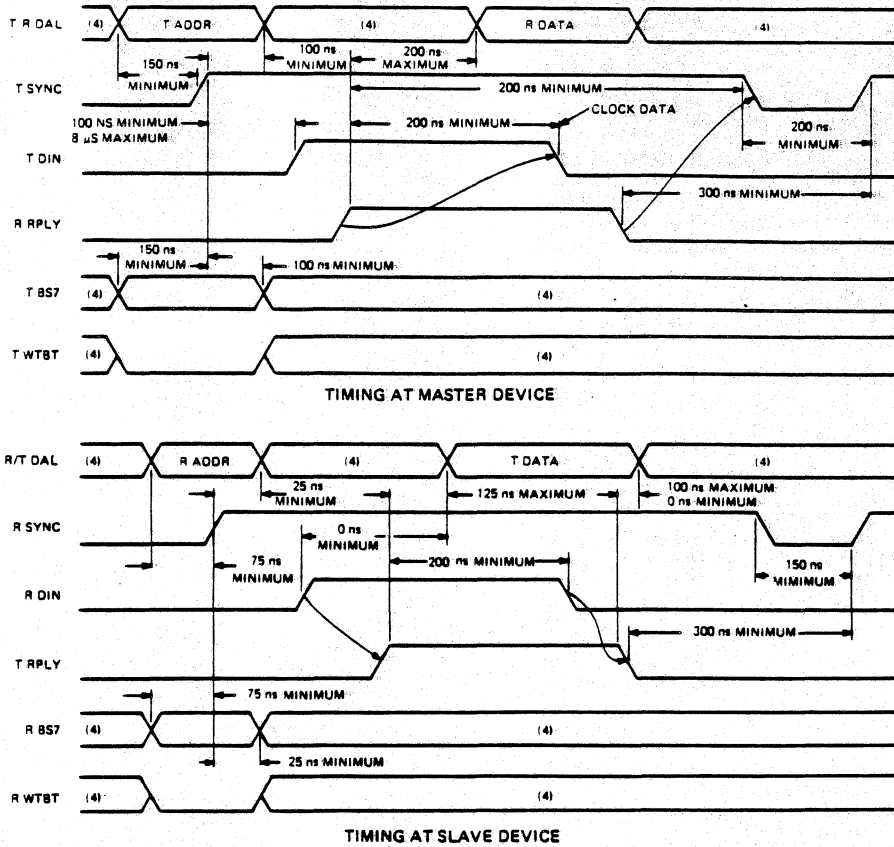 T R DAL (4) T ADDR (4) R DATA (4)
150 ns MINIMUM
100 ns MINIMUM
200 ns MAXIMUM
T SYNC
200 ns MINIMUM
CLOCK DATA
100 NS MINIMUM
8 µS MAXIMUM
200 ns MINIMUM
200 ns MINIMUM
T DIN
300 ns MINIMUM
R RPLY
150 ns MINIMUM
100 ns MINIMUM
T BS7 (4) (4)
T WTBT (4) (4)
TIMING AT MASTER DEVICE
R/T DAL (4) R ADDR (4) T DATA (4)
25 ns MINIMUM
125 ns MAXIMUM
100 ns MAXIMUM
0 ns MINIMUM
R SYNC
0 ns MINIMUM
75 ns MINIMUM
200 ns MINIMUM
150 ns MIMIMUM
R DIN
300 ns MINIMUM
T RPLY
75 ns MINIMUM
R BS7 (4) (4)
25 ns MINIMUM
R WTBT (4) (4)
TIMING AT SLAVE DEVICE